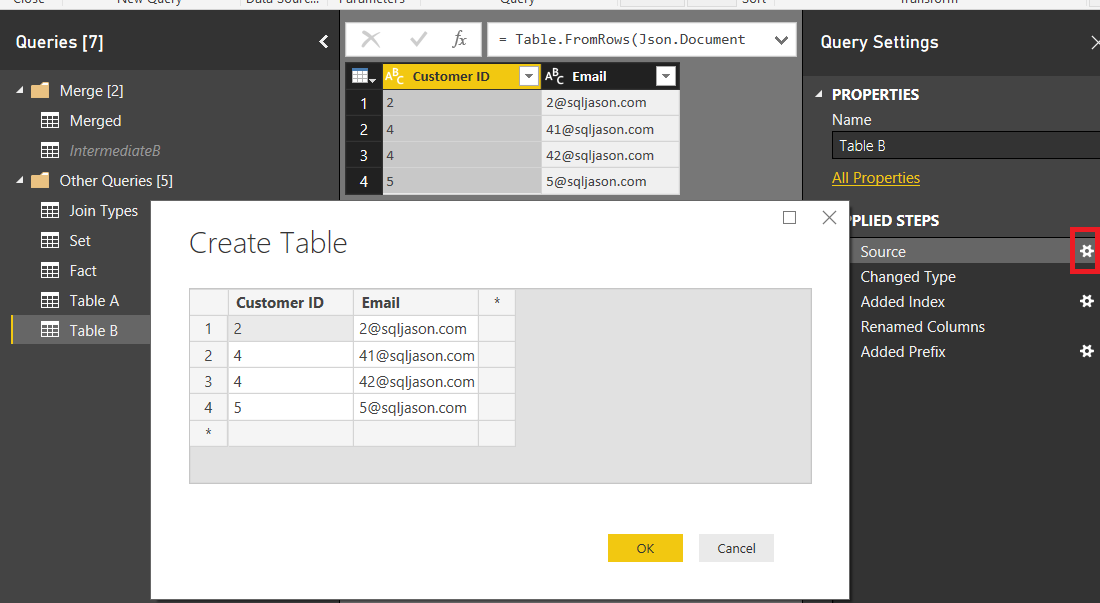 Close New Query Data Source... Parameters Query Sort Transform
Queries [7]
Merge [2]
Merged
IntermediateB
Other Queries [5]
Join Types
Set
Fact
Table A
Table B
fx = Table.FromRows(Json.Document
ABC Customer ID ABC Email
1 2 2@sqljason.com
2 4 41@sqljason.com
3 4 42@sqljason.com
4 5 5@sqljason.com
Create Table
Customer ID Email *
1 2 2@sqljason.com
2 4 41@sqljason.com
3 4 42@sqljason.com
4 5 5@sqljason.com
*
OK Cancel
Query Settings
PROPERTIES
Name
Table B
All Properties
PPLIED STEPS
Source
Changed Type
Added Index
Renamed Columns
Added Prefix